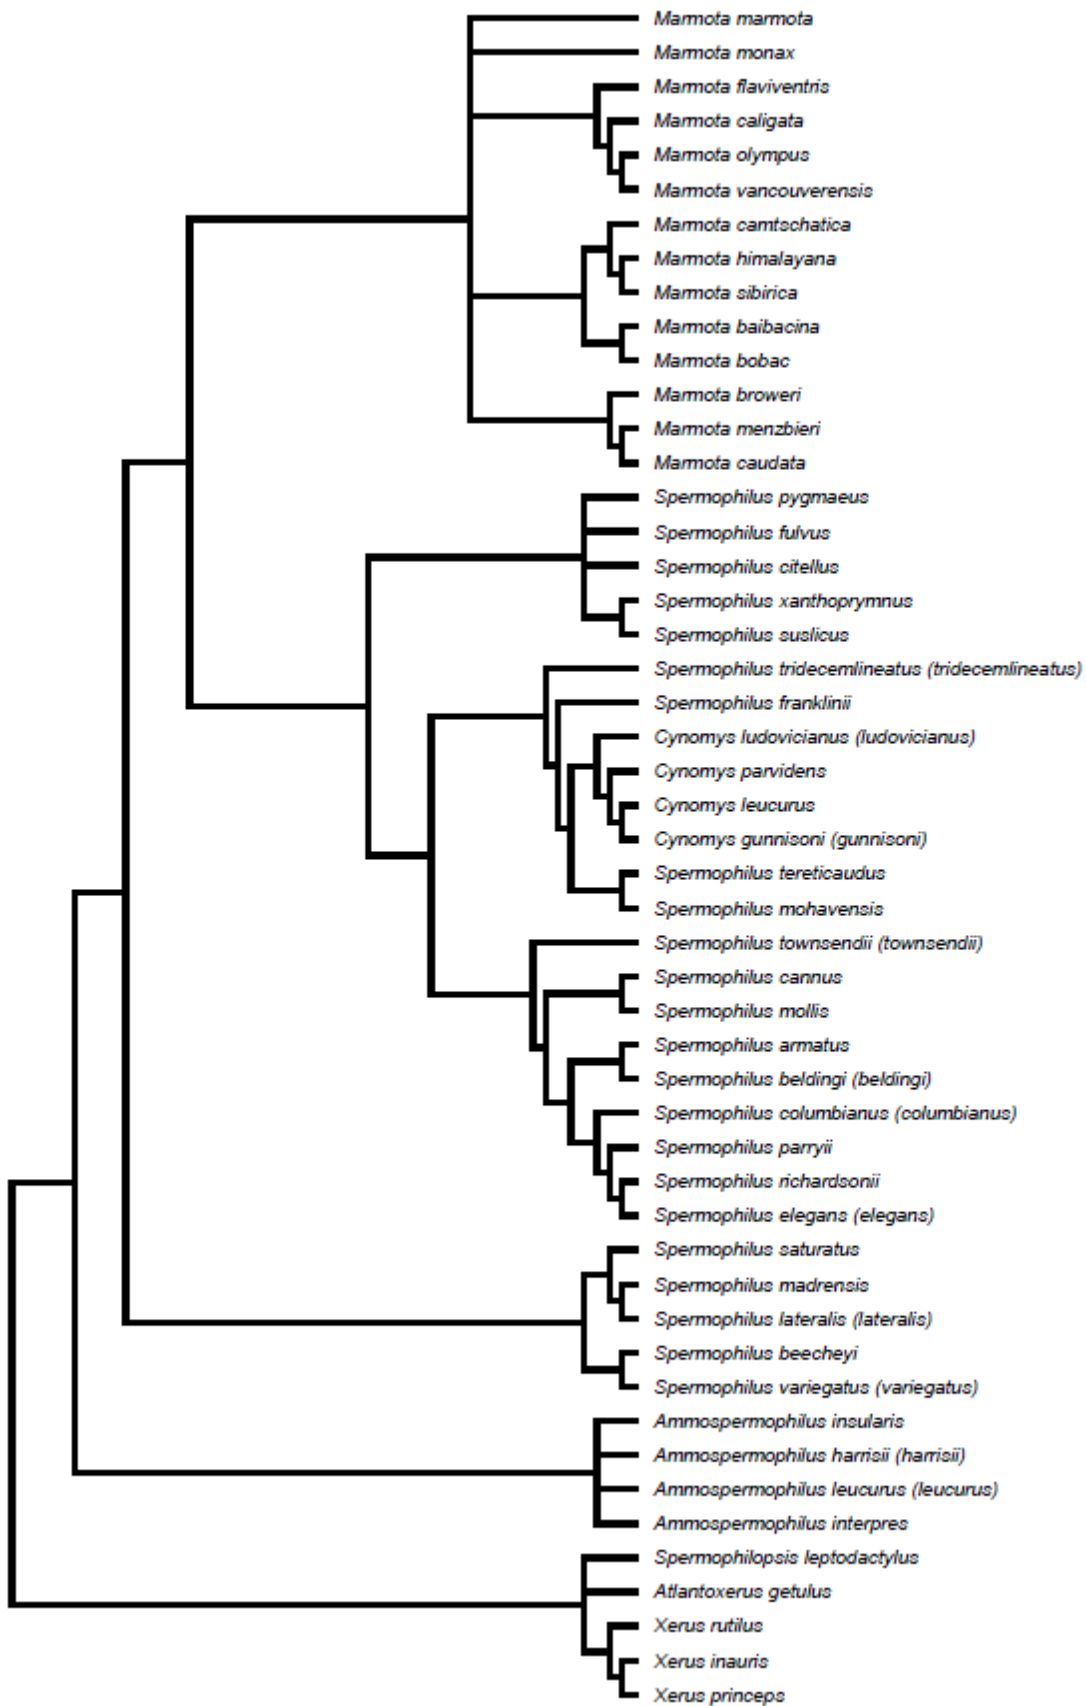 Marmota marmota
Marmota monax
Marmota flaviventris
Marmota caligata
Marmota olympus
Marmota vancouverensis
Marmota camtschatica
Marmota himalayana
Marmota sibirica
Marmota baibacina
Marmota bobac
Marmota broweri
Marmota menzbieri
Marmota caudata
Spermophilus pygmaeus
Spermophilus fulvus
Spermophilus citellus
Spermophilus xanthoprymnus
Spermophilus suslicus
Spermophilus tridecemlineatus (tridecemlineatus)
Spermophilus franklinii
Cynomys ludovicianus (ludovicianus)
Cynomys parvidens
Cynomys leucurus
Cynomys gunnisoni (gunnisoni)
Spermophilus tereticaudus
Spermophilus mohavensis
Spermophilus townsendii (townsendii)
Spermophilus cannus
Spermophilus mollis
Spermophilus armatus
Spermophilus beldingi (beldingi)
Spermophilus columbianus (columbianus)
Spermophilus parryii
Spermophilus richardsonii
Spermophilus elegans (elegans)
Spermophilus saturatus
Spermophilus madrensis
Spermophilus lateralis (lateralis)
Spermophilus beecheyi
Spermophilus variegatus (variegatus)
Ammospermophilus insularis
Ammospermophilus harrisii (harrisii)
Ammospermophilus leucurus (leucurus)
Ammospermophilus interpres
Spermophilopsis leptodactylus
Atlantoxerus getulus
Xerus rutilus
Xerus inauris
Xerus princeps